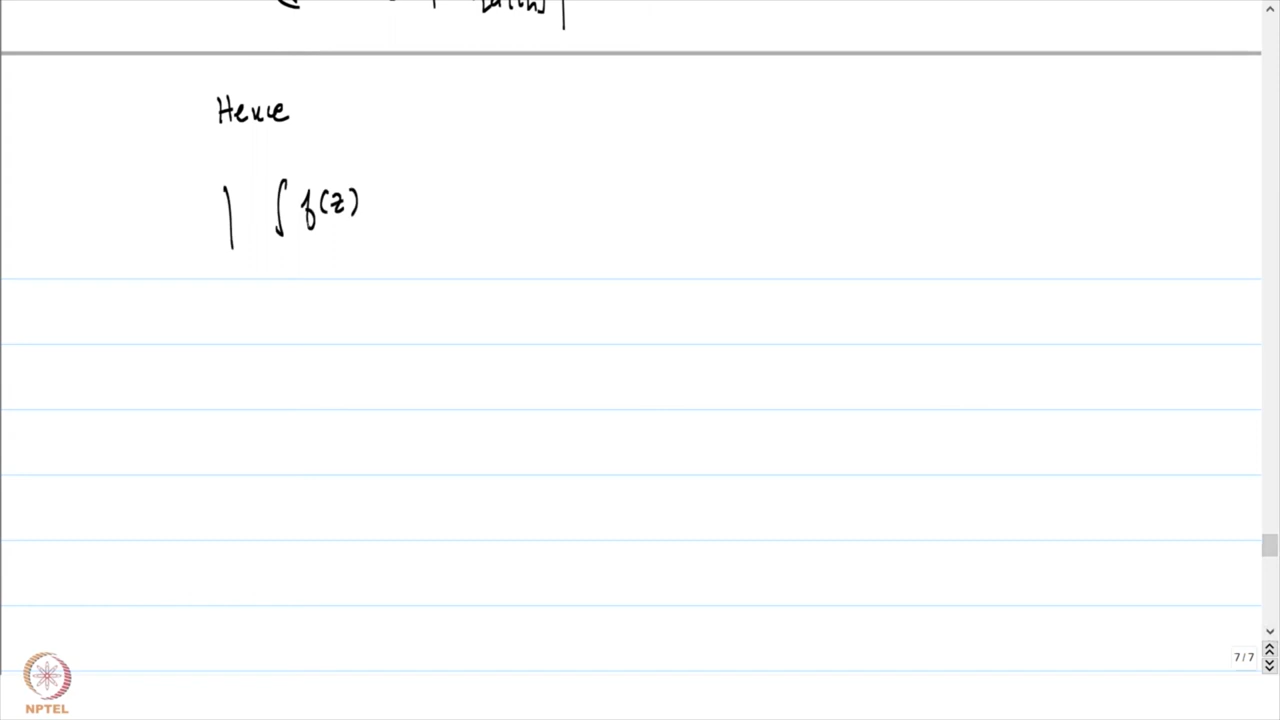 Hence
| ∫ f(z)
7 / 7
NPTEL